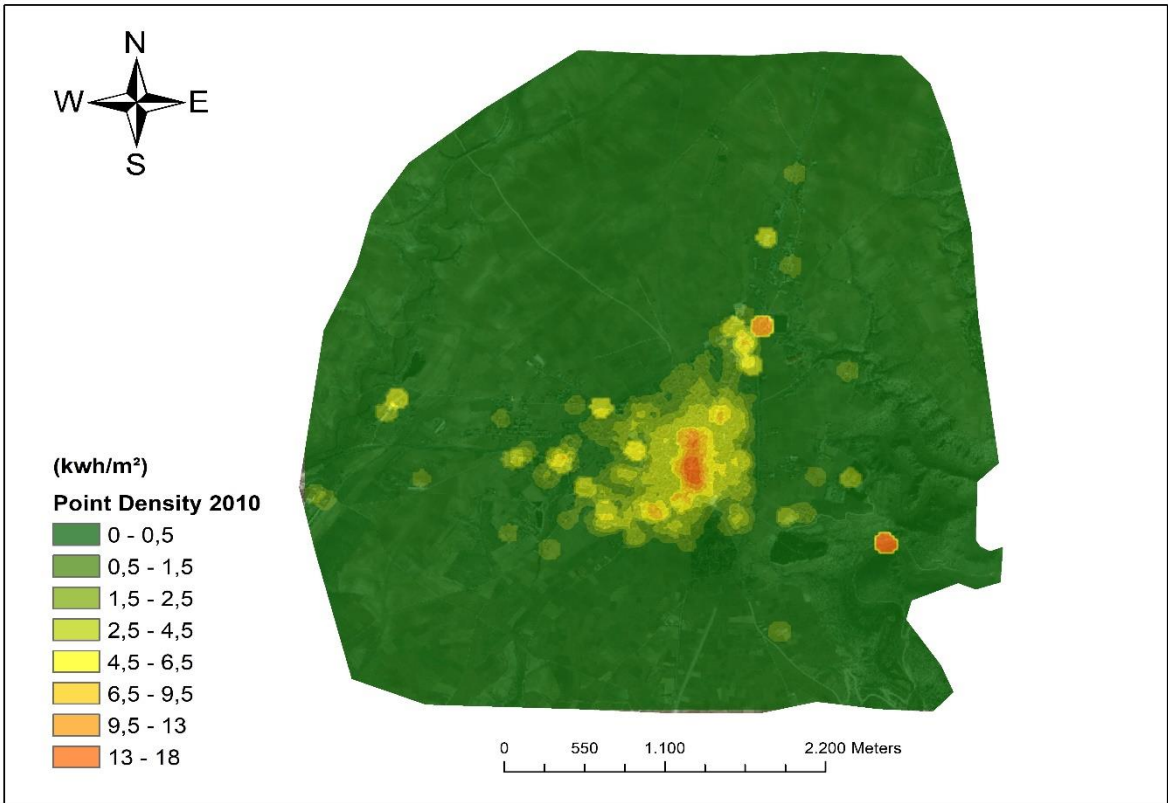 N
W E
S
(kwh/m²)
Point Density 2010
0 - 0,5
0,5 - 1,5
1,5 - 2,5
2,5 - 4,5
4,5 - 6,5
6,5 - 9,5
9,5 - 13
13 - 18
0 550 1.100 2.200 Meters